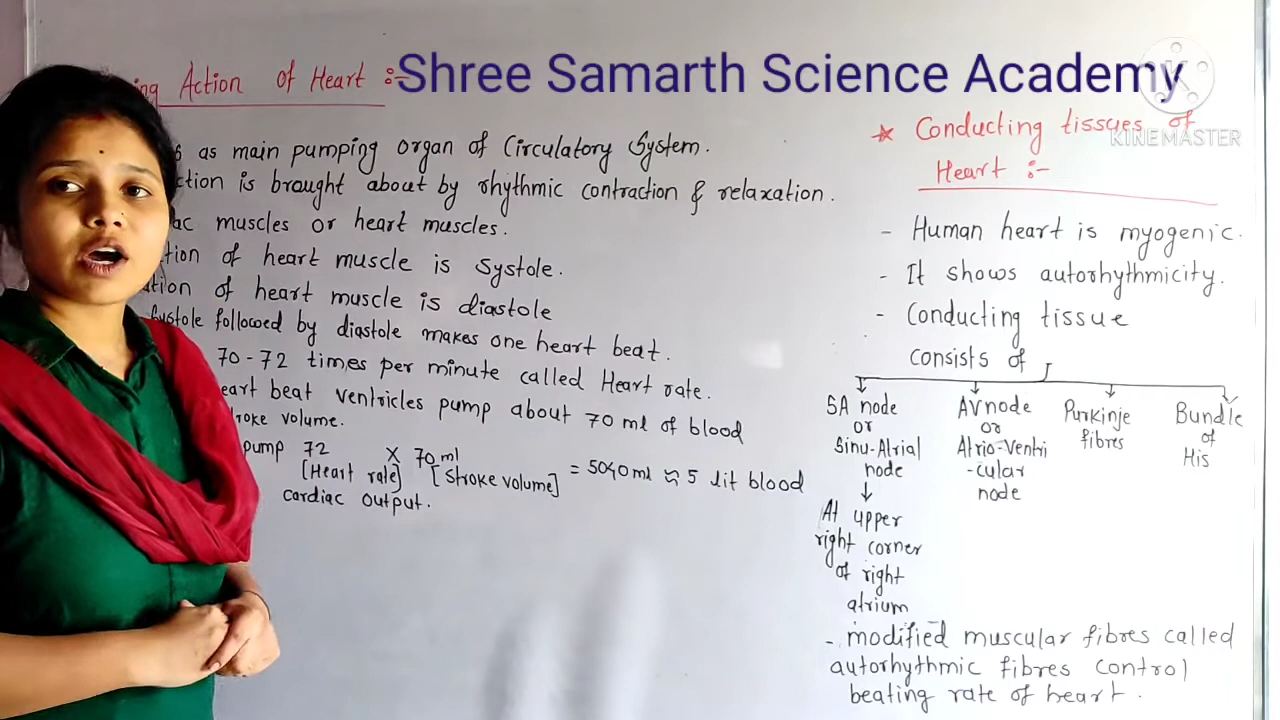 Action of Heart :-
Shree Samarth Science Academy
KINEMASTER
as main pumping organ of Circulatory System.
is brought about by rhythmic contraction & relaxation.
muscles or heart muscles.
of heart muscle is systole.
of heart muscle is diastole
Systole followed by diastole makes one heart beat.
70-72 times per minute called Heart rate.
beat ventricles pump about 70 ml of blood
volume.
pump 72 X 70 ml = 5040 ml ≈ 5 lit blood
[Heart rate] [stroke volume]
cardiac output.
* Conducting tissues of
Heart :-
- Human heart is myogenic.
- It shows autorhythmicity.
- Conducting tissue
consists of
SA node
or
Sinu-Atrial
node
↓
At upper
right corner
of right
atrium
AV node
or
Atrio-Ventri
-cular
node
Purkinje
fibres
Bundle
of
His
- modified muscular fibres called
autorhythmic fibres control
beating rate of heart.